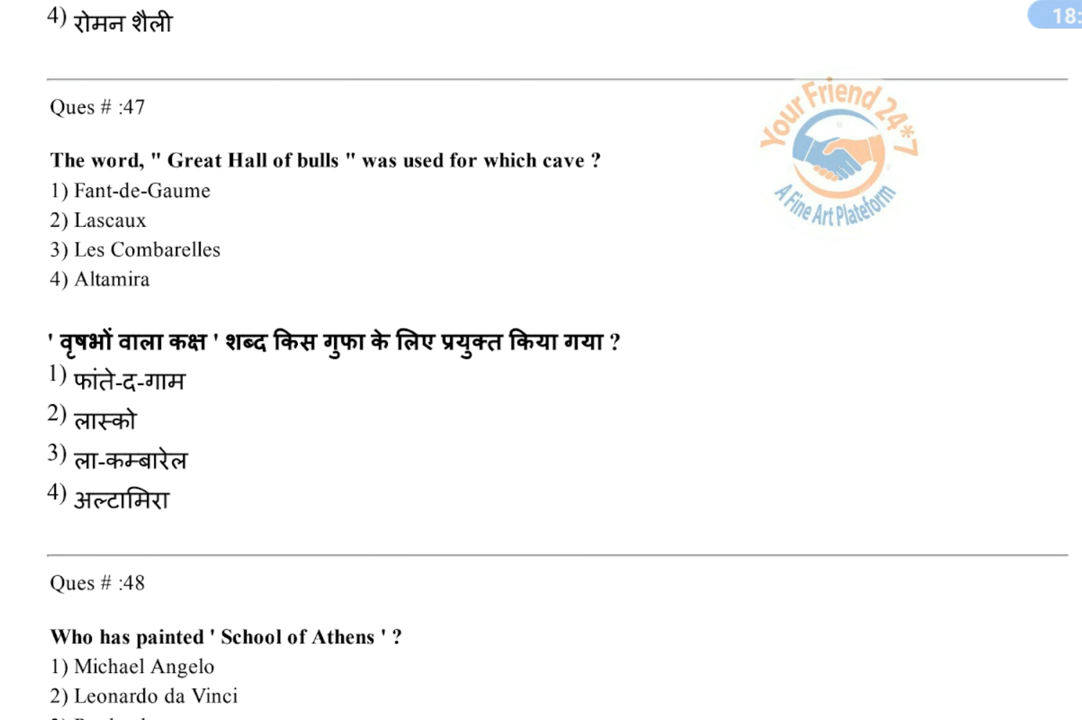 4) रोमन शैली
18:
Ques # :47
Your Friend 24*7
A Fine Art Plateform
The word, " Great Hall of bulls " was used for which cave ?
1) Fant-de-Gaume
2) Lascaux
3) Les Combarelles
4) Altamira
' वृषभों वाला कक्ष ' शब्द किस गुफा के लिए प्रयुक्त किया गया ?
1) फांते-द-गाम
2) लास्को
3) ला-कम्बारेल
4) अल्टामिरा
Ques # :48
Who has painted ' School of Athens ' ?
1) Michael Angelo
2) Leonardo da Vinci